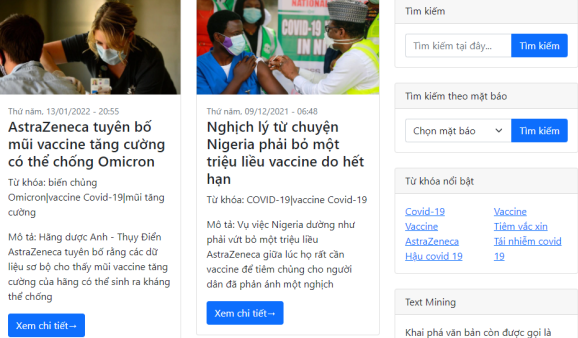 Thứ năm, 13/01/2022 - 20:55
AstraZeneca tuyên bố
mũi vaccine tăng cường
có thể chống Omicron
Từ khóa: biến chủng
Omicron|vaccine Covid-19|mũi tăng
cường
Mô tả: Hãng dược Anh - Thụy Điển
AstraZeneca tuyên bố rằng các dữ
liệu sơ bộ cho thấy mũi vaccine tăng
cường của hãng có thể sinh ra kháng
thể chống
Xem chi tiết→
NATIONAL
COVID-19
IN N
Thứ năm, 09/12/2021 - 06:48
Nghịch lý từ chuyện
Nigeria phải bỏ một
triệu liều vaccine do hết
hạn
Từ khóa: COVID-19|vaccine Covid-19
Mô tả: Vụ việc Nigeria dường như
phải vứt bỏ một triệu liều
AstraZeneca giữa lúc họ rất cần
vaccine để tiêm chủng cho người
dân đã phản ánh một nghịch
Xem chi tiết→
Tìm kiếm
Tìm kiếm tại đây...
Tìm kiếm
Tìm kiếm theo mặt báo
Chọn mặt báo
Tìm kiếm
Từ khóa nổi bật
Covid-19
Vaccine
AstraZeneca
Hậu covid 19
Vaccine
Tiêm vắc xin
Tái nhiễm covid
19
Text Mining
Khai phá văn bản còn được gọi là